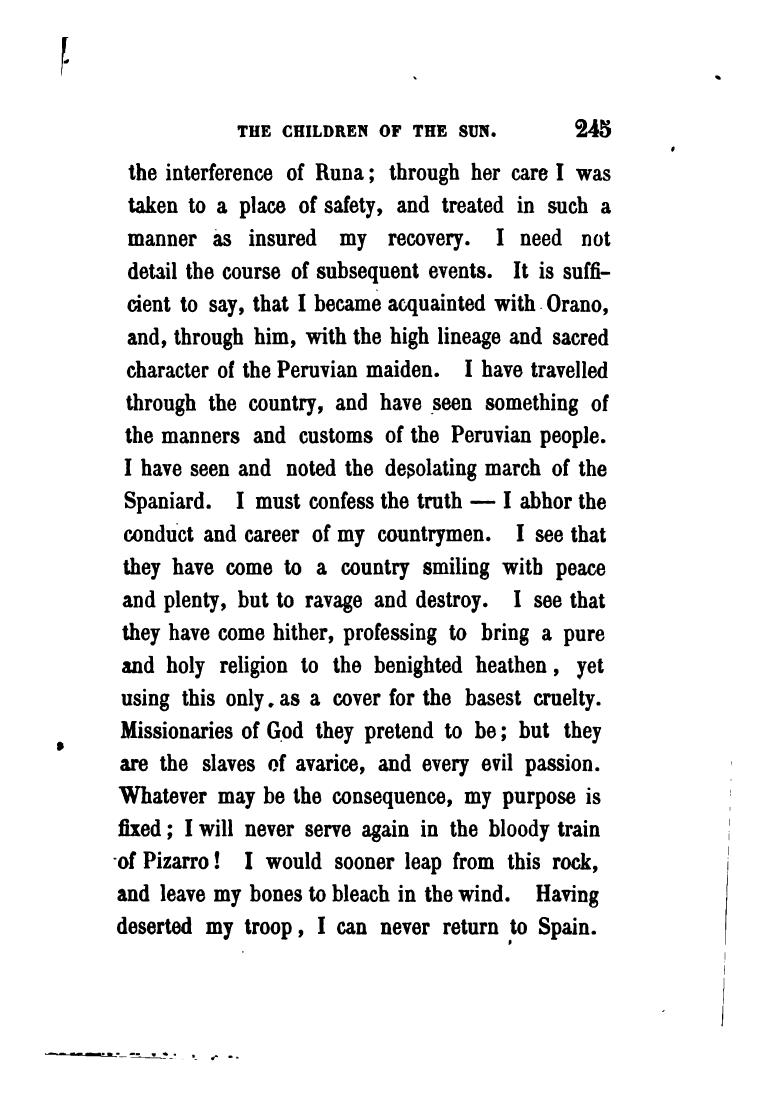 THE CHILDREN OF THE SUN. 245
the interference of Runa; through her care I was
taken to a place of safety, and treated in such a
manner as insured my recovery. I need not
detail the course of subsequent events. It is suffi-
cient to say, that I became acquainted with Orano,
and, through him, with the high lineage and sacred
character of the Peruvian maiden. I have travelled
through the country, and have seen something of
the manners and customs of the Peruvian people.
I have seen and noted the desolating march of the
Spaniard. I must confess the truth — I abhor the
conduct and career of my countrymen. I see that
they have come to a country smiling with peace
and plenty, but to ravage and destroy. I see that
they have come hither, professing to bring a pure
and holy religion to the benighted heathen, yet
using this only as a cover for the basest cruelty.
Missionaries of God they pretend to be; but they
are the slaves of avarice, and every evil passion.
Whatever may be the consequence, my purpose is
fixed; I will never serve again in the bloody train
of Pizarro! I would sooner leap from this rock,
and leave my bones to bleach in the wind. Having
deserted my troop, I can never return to Spain.